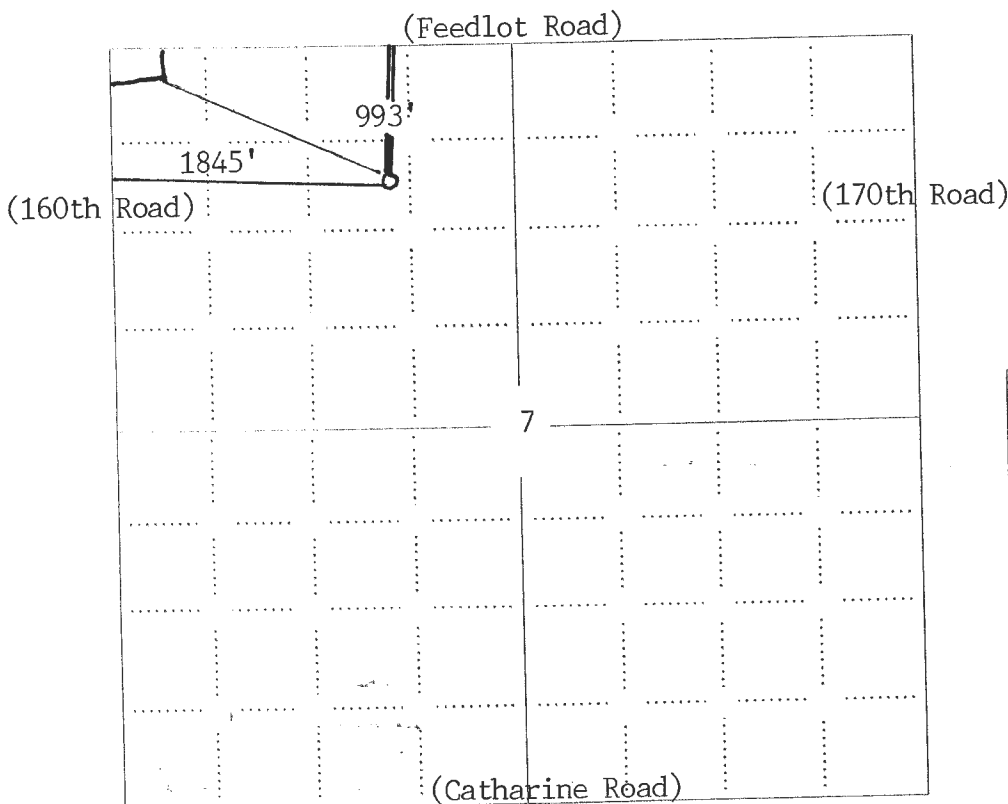 (Feedlot Road)
993'
1845'
(160th Road)
(170th Road)
7
(Catharine Road)